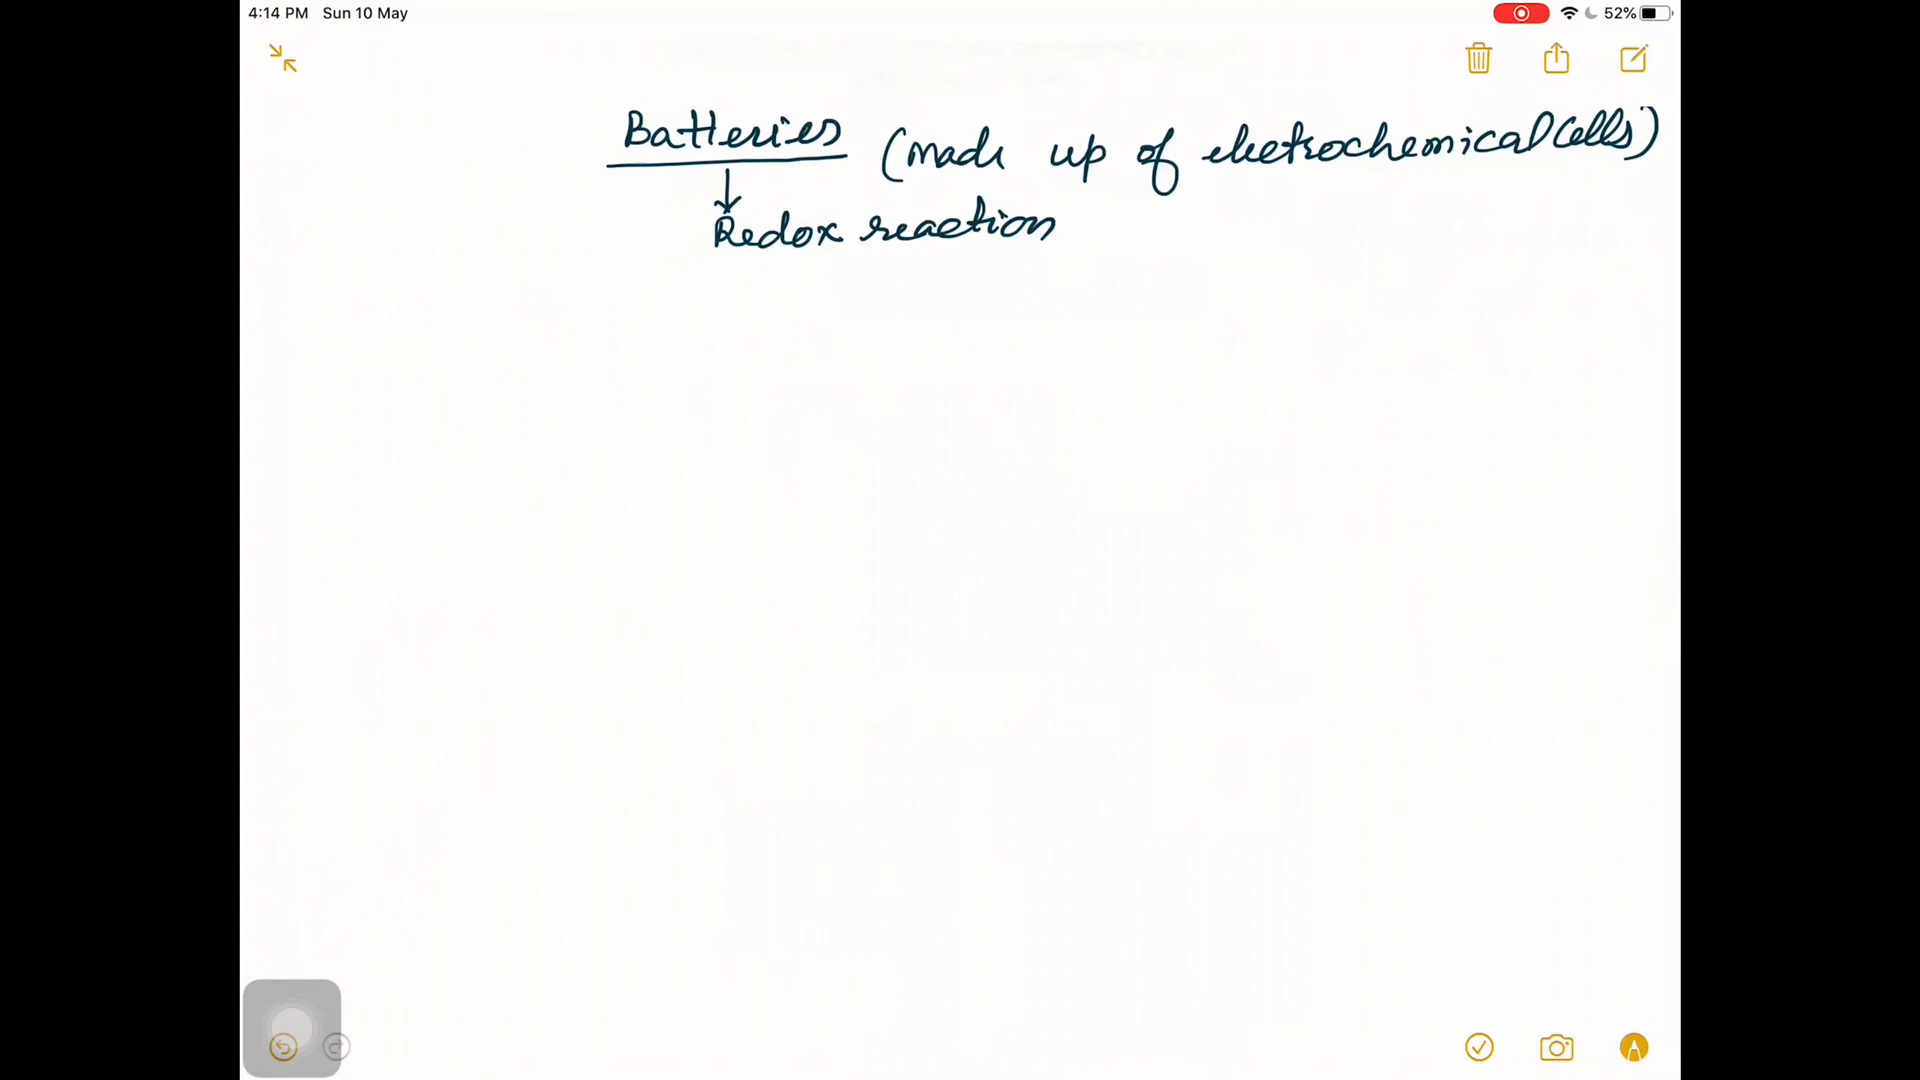 4:14 PM Sun 10 May 52%
Batteries (made up of electrochemical cells)
Redox reaction